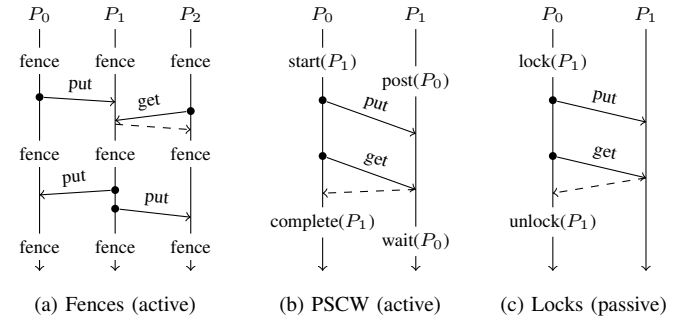 P0 P1 P2 P0 P1 P0 P1
fence fence fence start(P1) lock(P1)
post(P0)
put get put put
fence fence fence get get
put put
complete(P1) unlock(P1)
fence fence fence wait(P0)
(a) Fences (active) (b) PSCW (active) (c) Locks (passive)